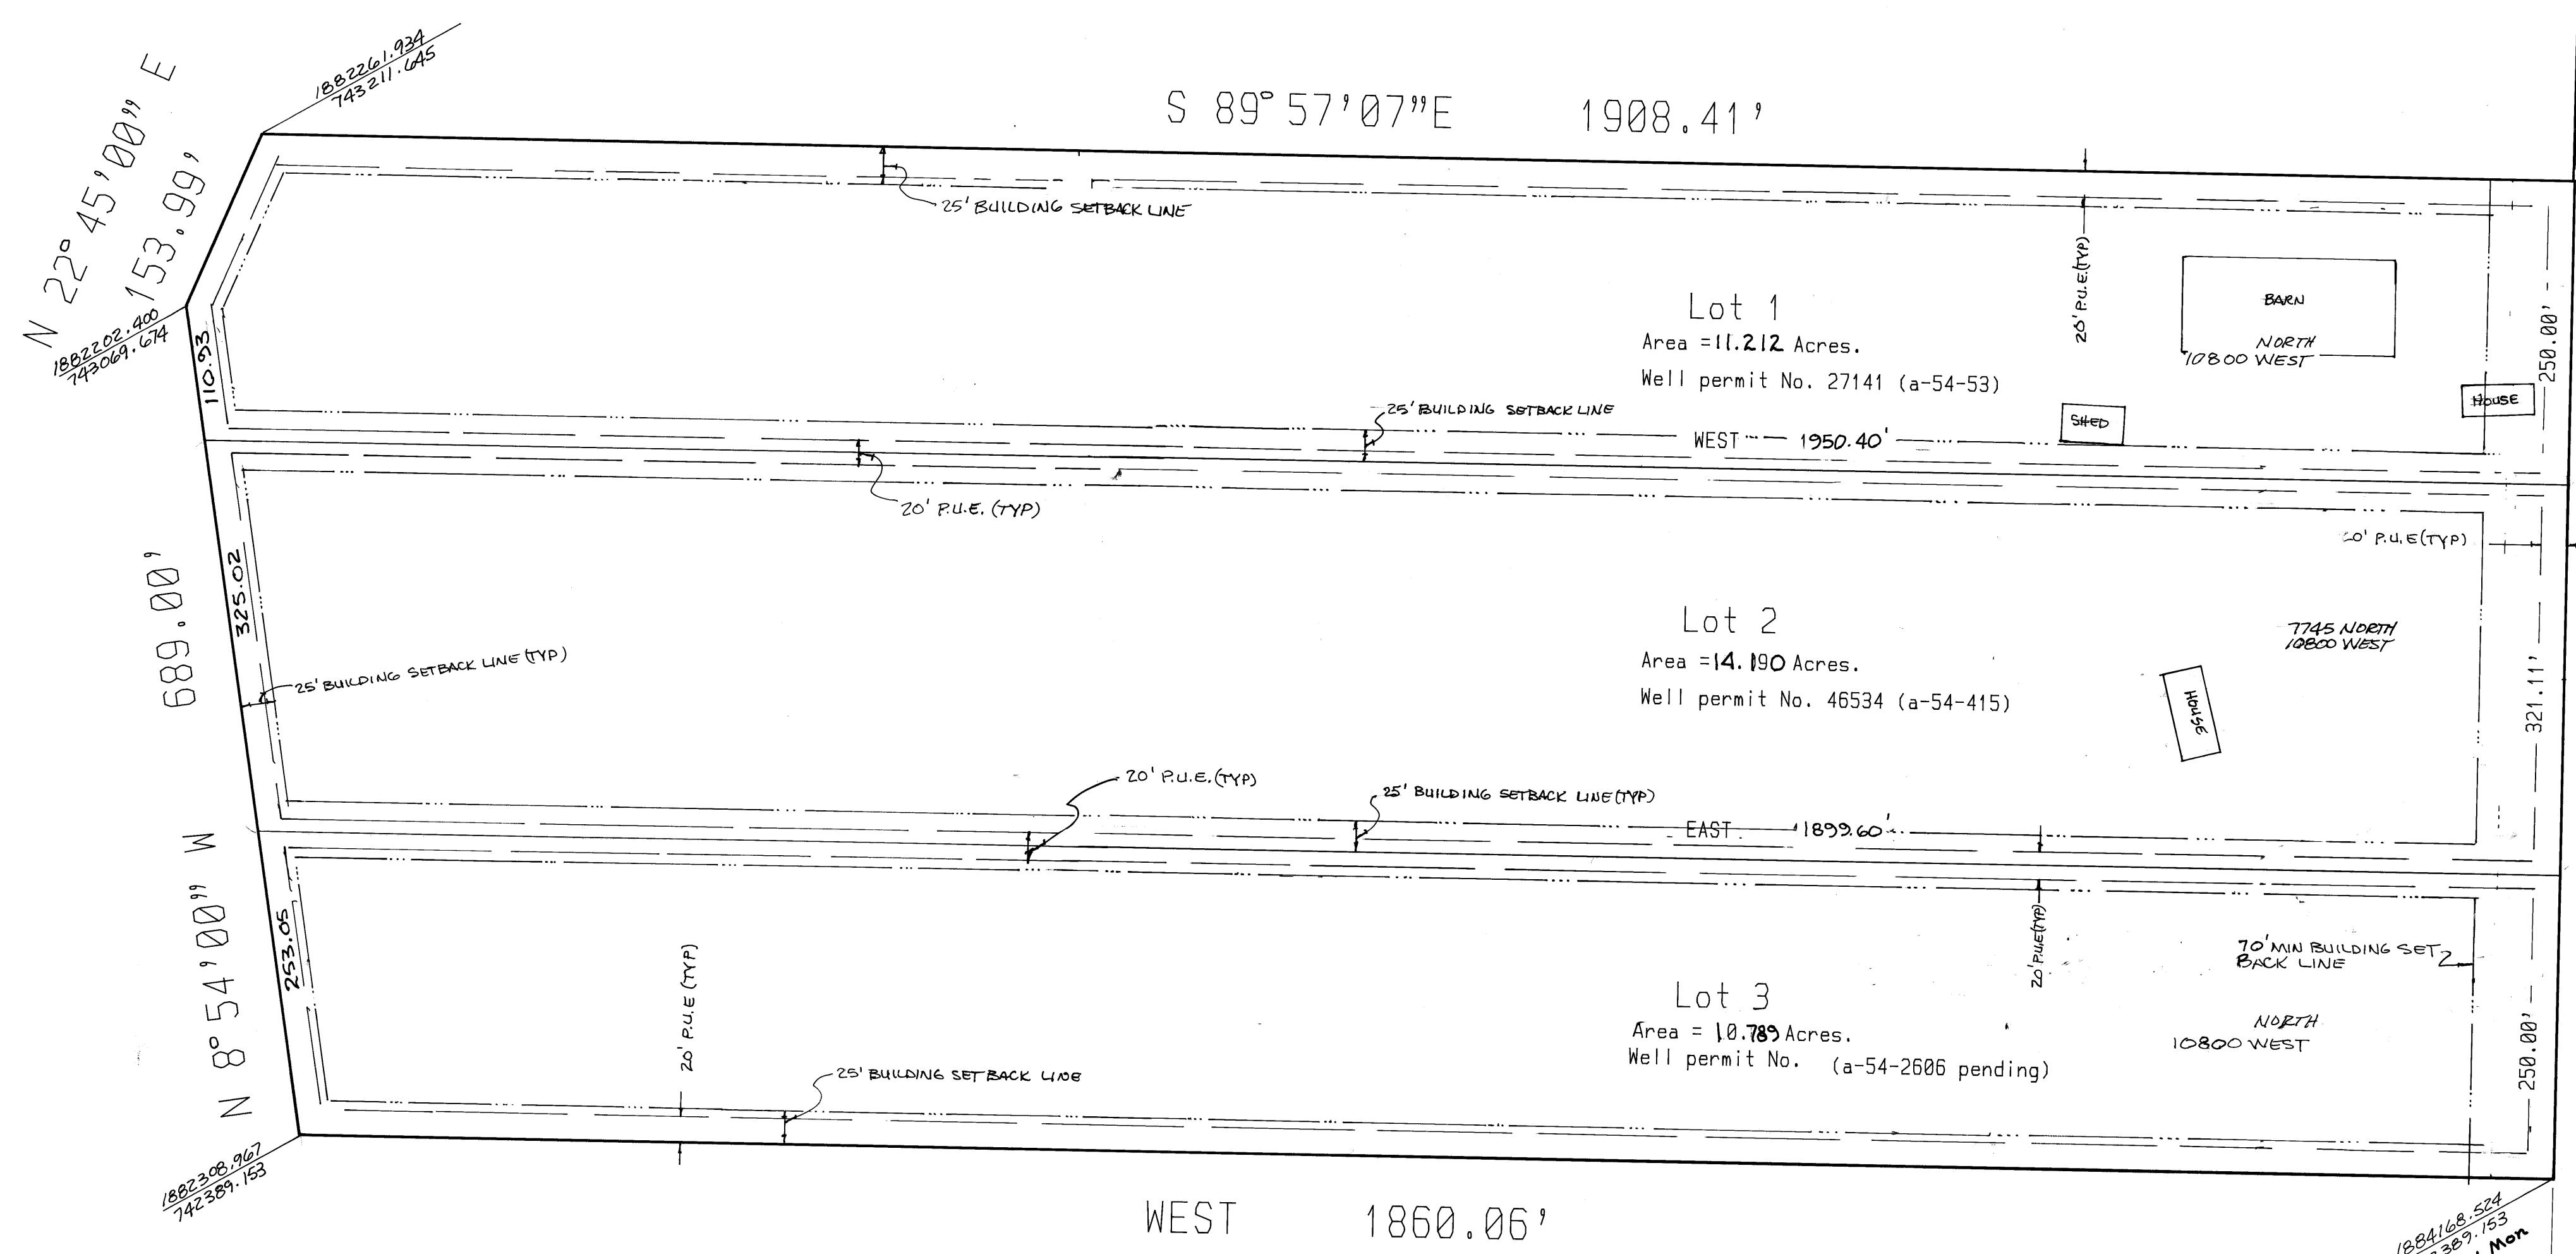 1882261.934
743211.645
S 89°57'07"E 1908.41'
N 22° 45'00" E
153.99'
1882202.400
743069.674
25' BUILDING SETBACK LINE
20' P.U.E.(TYP)
BARN
NORTH
10800 WEST
250.00'
Lot 1
Area =11.212 Acres.
Well permit No. 27141 (a-54-53)
HOUSE
SHED
110.93
25' BUILDING SETBACK LINE
WEST 1950.40'
20' P.U.E. (TYP)
20' P.U.E(TYP)
689.00'
325.02
Lot 2
Area =14.190 Acres.
Well permit No. 46534 (a-54-415)
7745 NORTH
10800 WEST
321.11'
HOUSE
25' BUILDING SETBACK LINE(TYP)
20' P.U.E.(TYP)
25' BUILDING SETBACK LINE(TYP)
EAST 1899.60'
N 8°54'00" W
253.05
20' P.U.E (TYP)
20' P.U.E(TYP)
70' MIN BUILDING SET
BACK LINE
Lot 3
Area = 10.789 Acres.
Well permit No. (a-54-2606 pending)
NORTH
10800 WEST
250.00'
25' BUILDING SETBACK LINE
1882308.967
742389.153
WEST 1860.06'
1884168.524
389.153
Mon